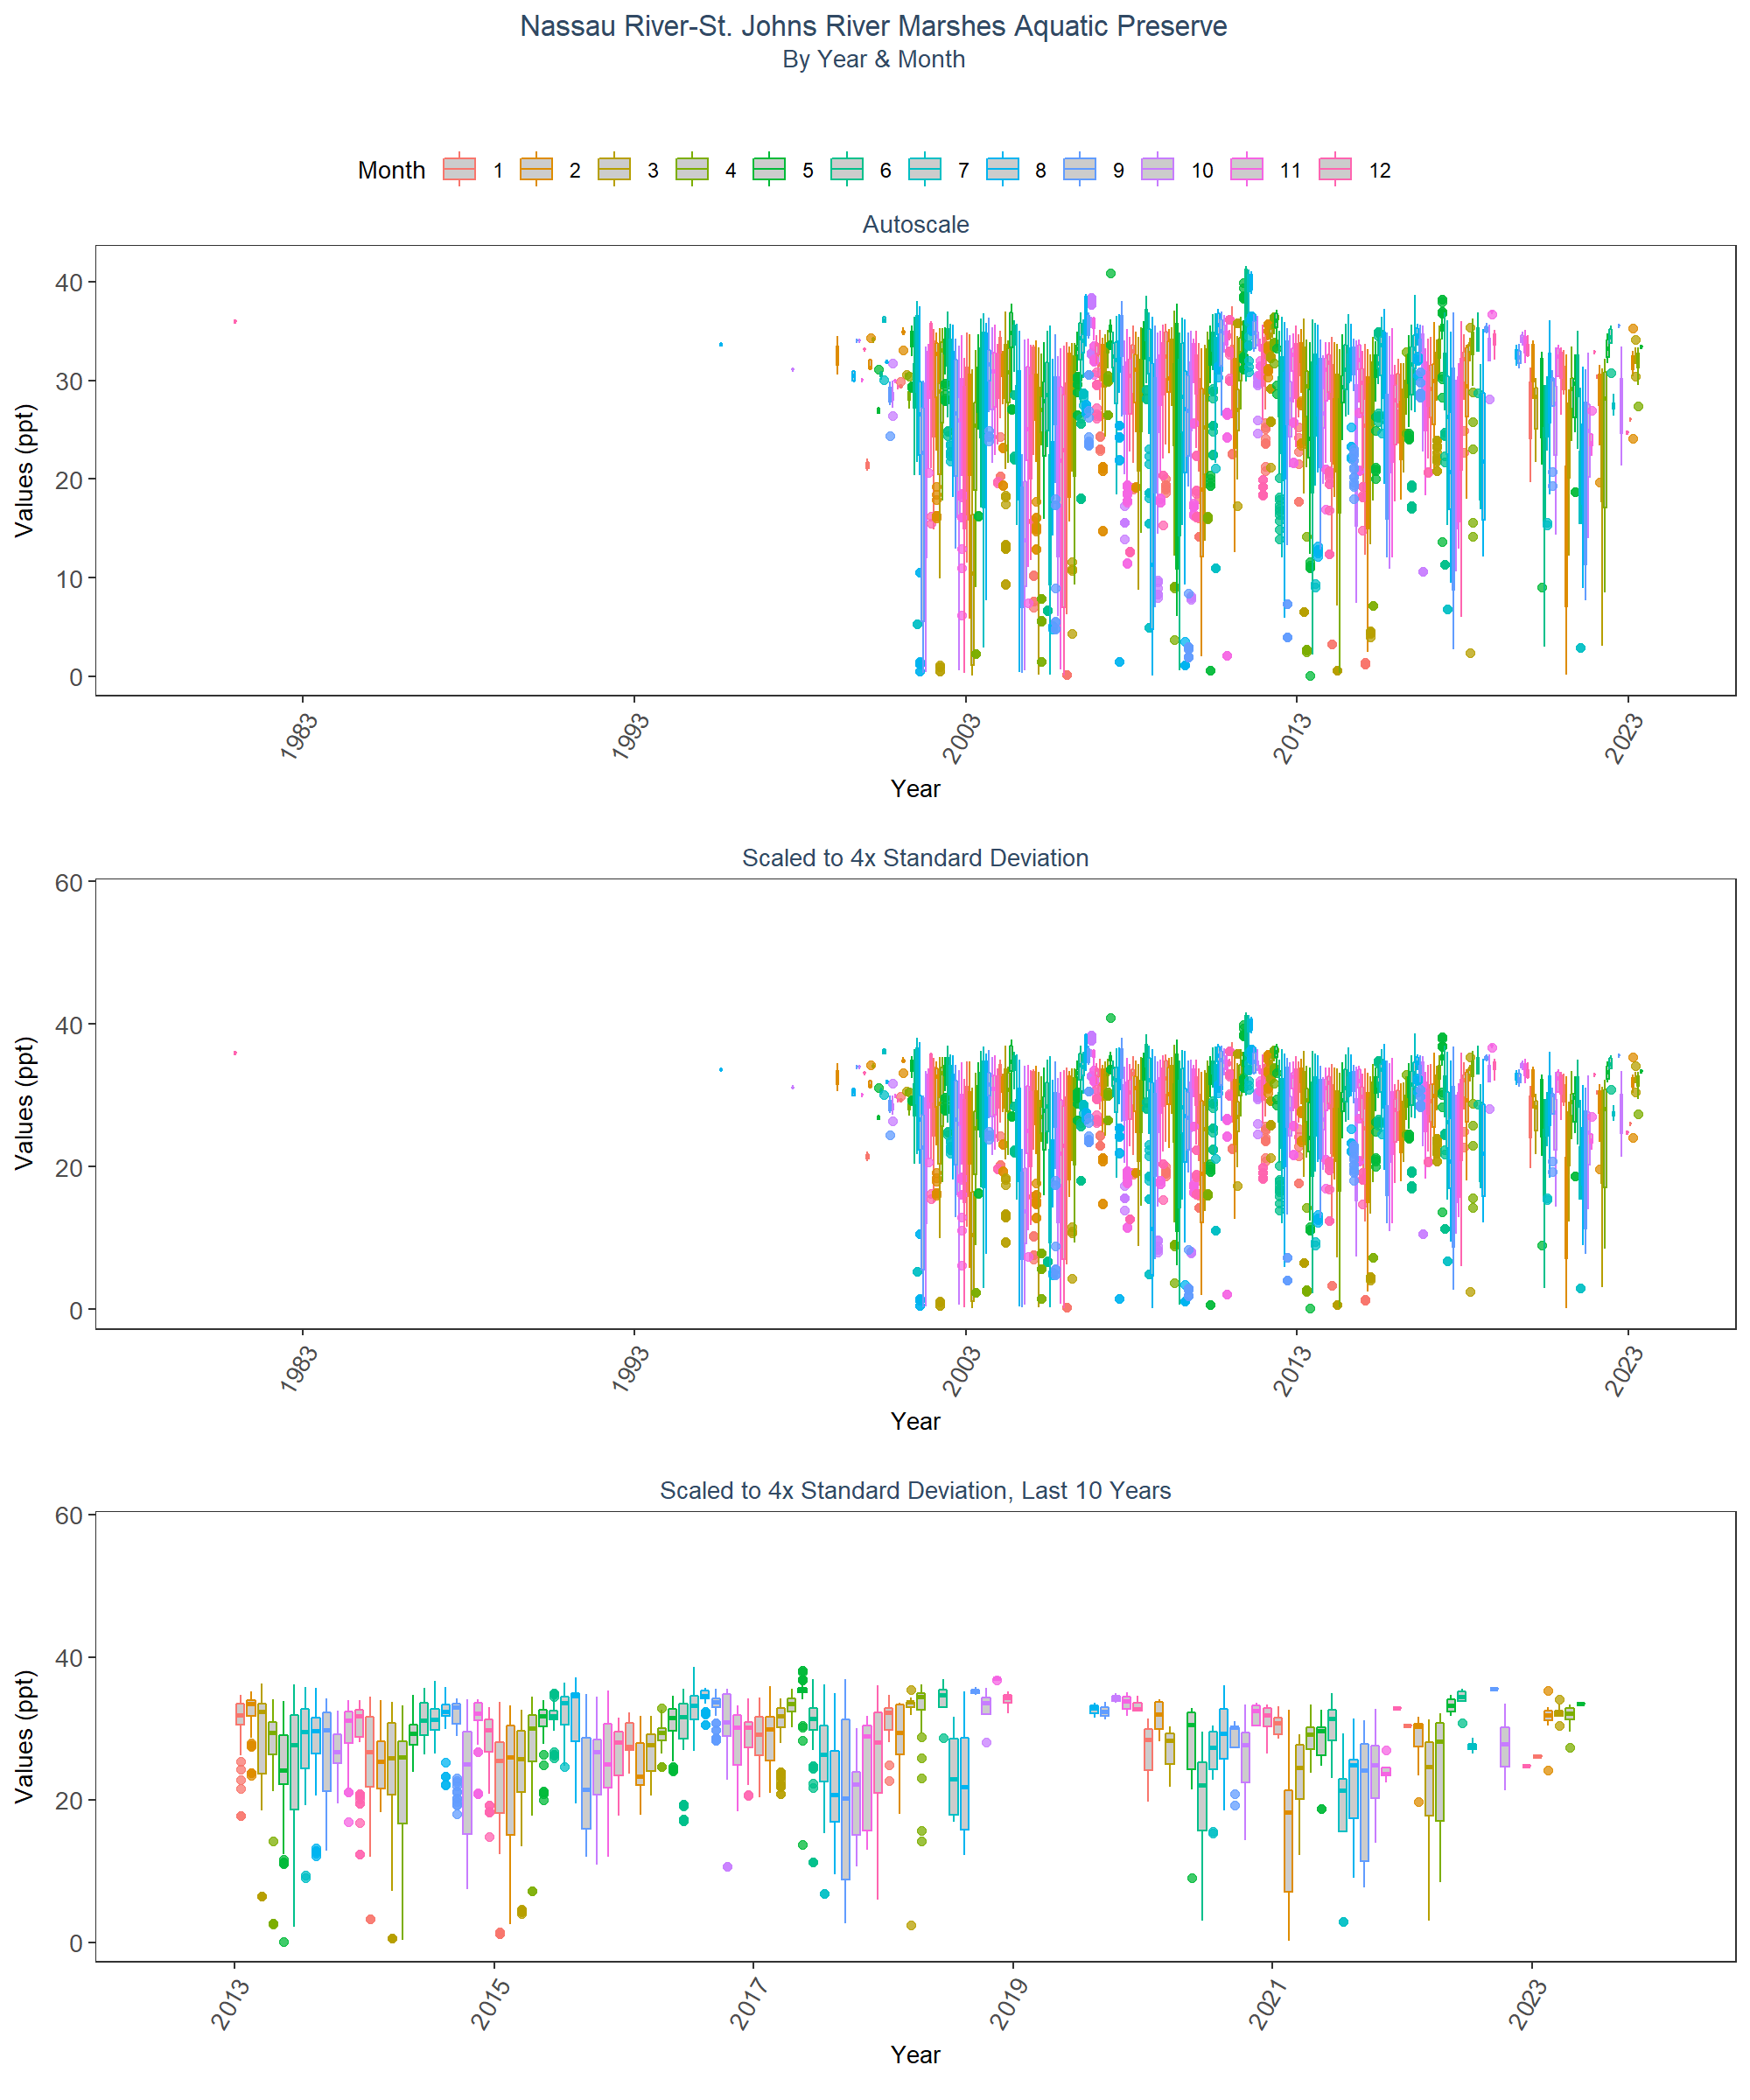 Nassau River-St. Johns River Marshes Aquatic Preserve
By Year & Month
Month 1 2 3 4 5 6 7 8 9 10 11 12
Autoscale
Values (ppt)
40
30
20
10
0
1983 1993 2003 2013 2023
Year
Scaled to 4x Standard Deviation
Values (ppt)
60
40
20
0
1983 1993 2003 2013 2023
Year
Scaled to 4x Standard Deviation, Last 10 Years
Values (ppt)
60
40
20
0
2013 2015 2017 2019 2021 2023
Year